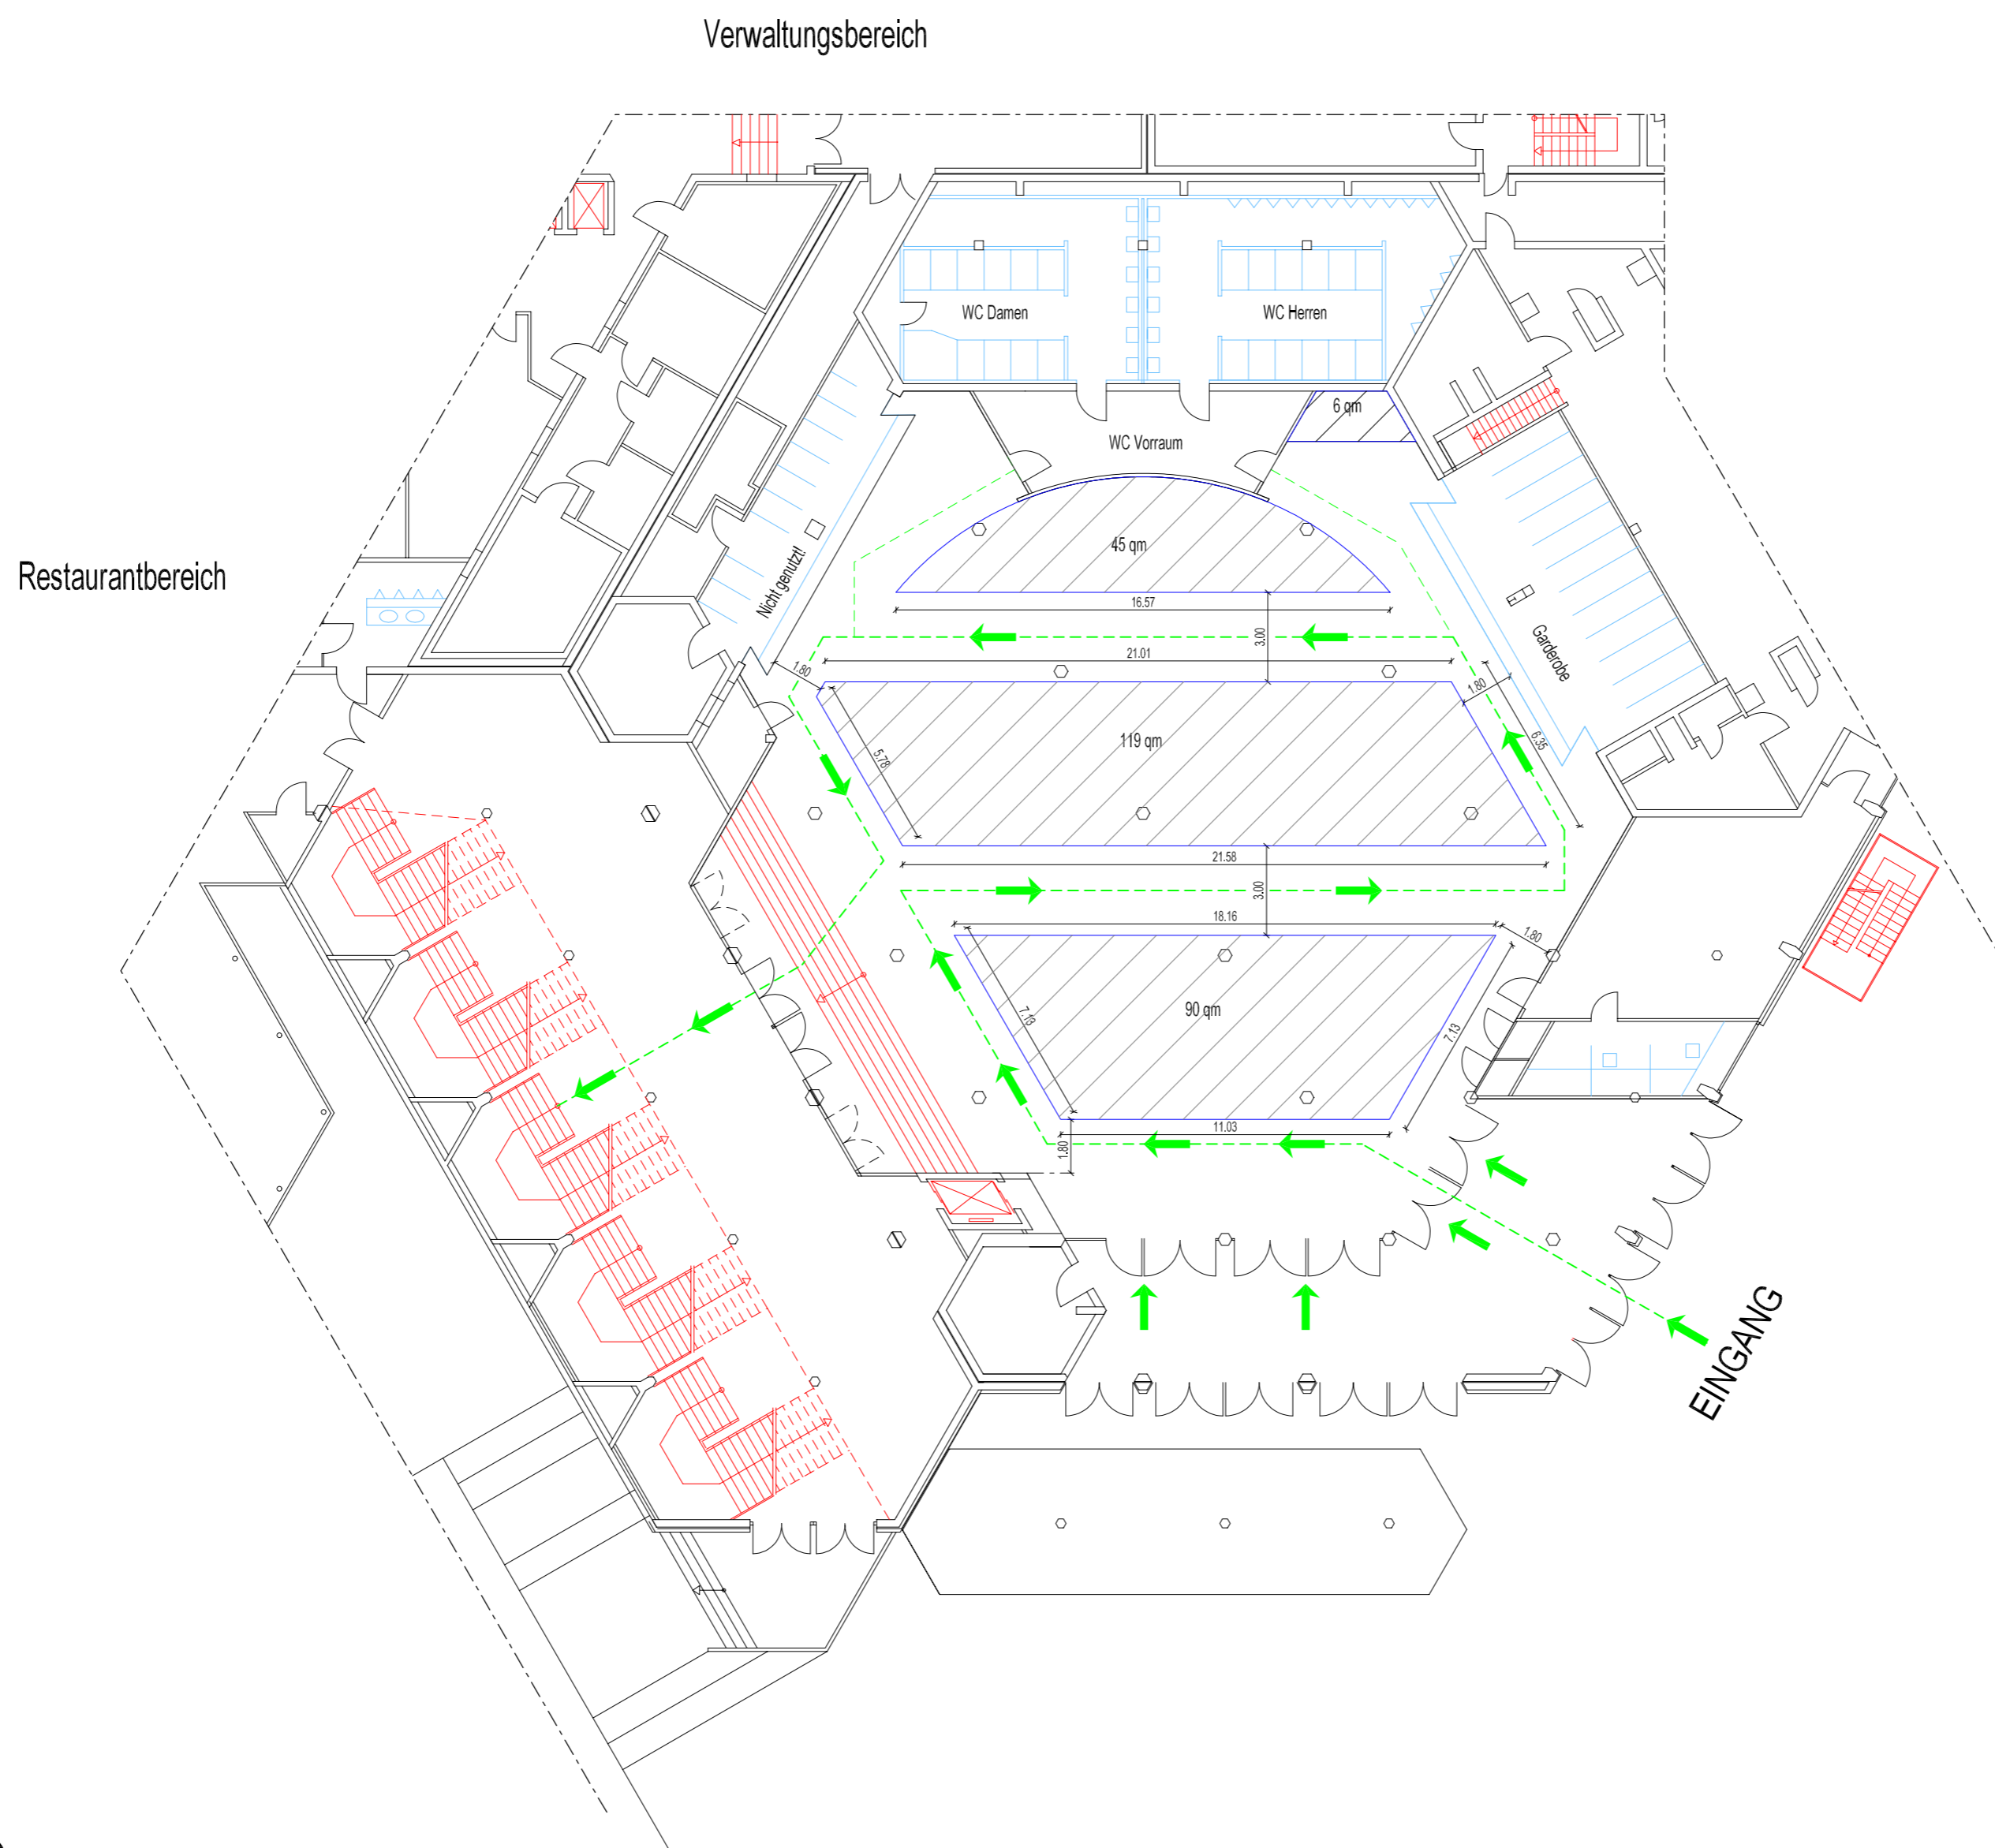 Verwaltungsbereich
WC Damen
WC Herren
6 qm
WC Vorraum
45 qm
Restaurantbereich
Nicht genutzt!
16.57
3.00
Garderobe
21.01
1.80
1.80
119 qm
5.78
6.35
21.58
3.00
18.16
1.80
90 qm
7.13
7.13
11.03
1.80
EINGANG